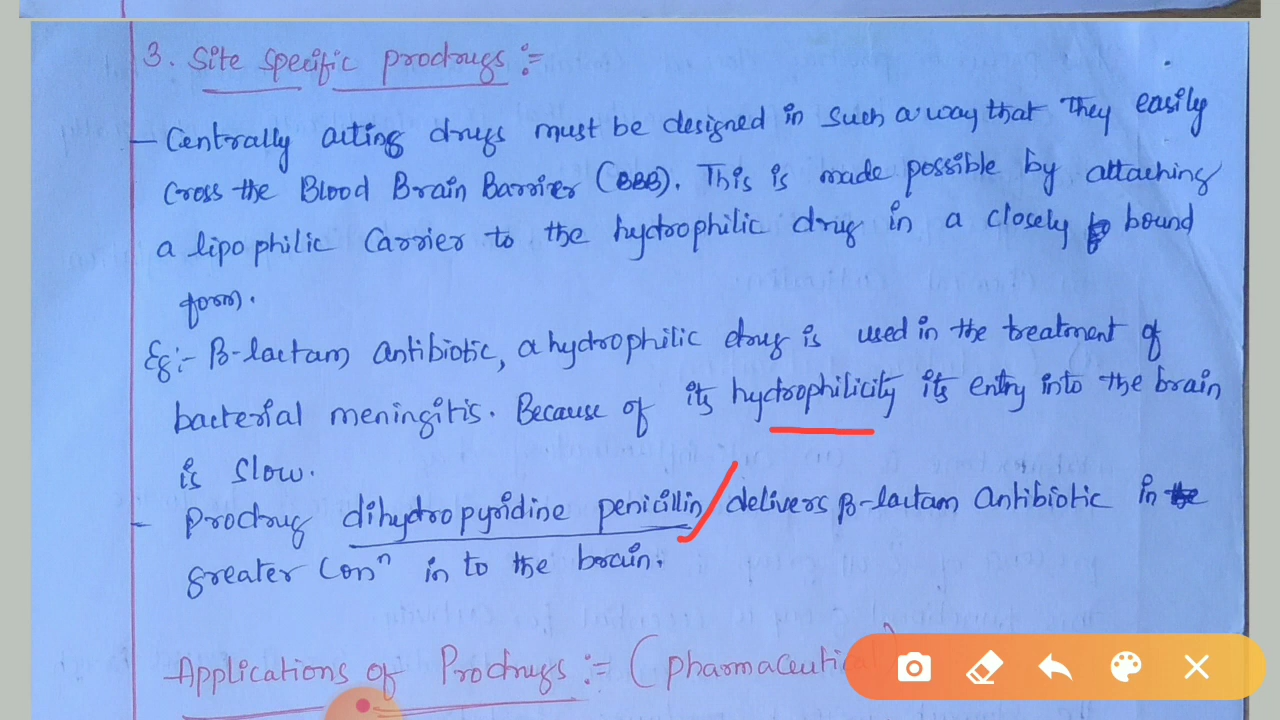 3. Site Specific prodrugs :-
- Centrally acting drugs must be designed in such a way that they easily
cross the Blood Brain Barrier (BBB). This is made possible by attaching
a lipophilic carrier to the hydrophilic drug in a closely bound
form.
Eg:- β-lactam antibiotic, a hydrophilic drug is used in the treatment of
bacterial meningitis. Because of its hydrophilicity its entry into the brain
is slow.
- Prodrug dihydropyridine penicillin delivers β-lactam Antibiotic in
greater Conⁿ in to the brain.
Applications of Prodrugs :- (pharmaceutical)